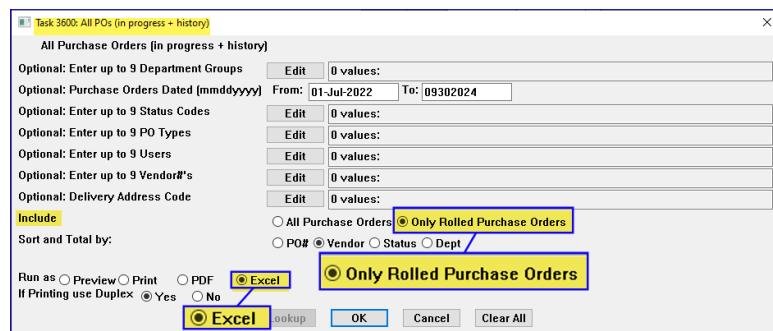 Task 3600: All POs (in progress + history)
All Purchase Orders (in progress + history)
Optional: Enter up to 9 Department Groups Edit 0 values:
Optional: Purchase Orders Dated (mmddyyyy) From: 01-Jul-2022 To: 09302024
Optional: Enter up to 9 Status Codes Edit 0 values:
Optional: Enter up to 9 PO Types Edit 0 values:
Optional: Enter up to 9 Users Edit 0 values:
Optional: Enter up to 9 Vendor#'s Edit 0 values:
Optional: Delivery Address Code Edit 0 values:
Include All Purchase Orders Only Rolled Purchase Orders
Sort and Total by: PO# Vendor Status Dept
Only Rolled Purchase Orders
Run as Preview Print PDF Excel
If Printing use Duplex Yes No
Excel ookup OK Cancel Clear All